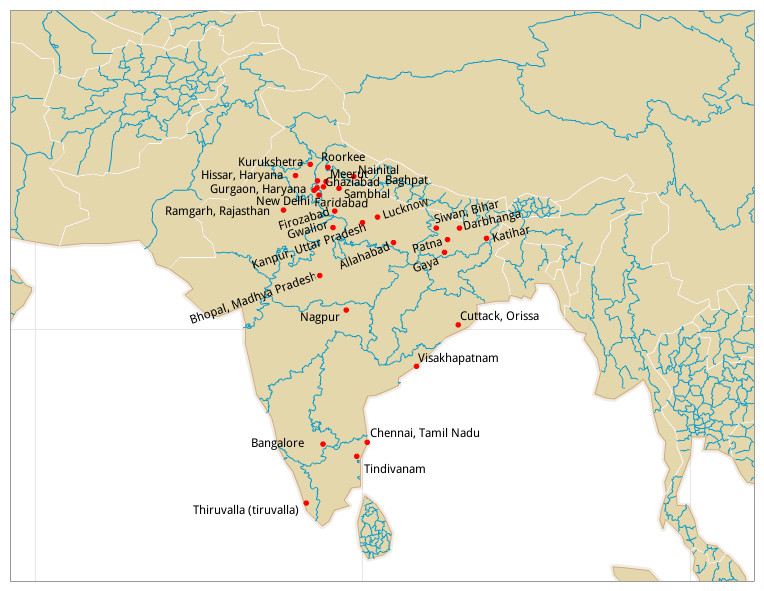 Roorkee
Kurukshetra
Nainital
Meerut
Hissar, Haryana
Ghaziabad
Baghpat
Gurgaon, Haryana
Sambhal
New Delhi
Faridabad
Ramgarh, Rajasthan
Firozabad
Lucknow
Siwan, Bihar
Darbhanga
Gwalior
Katihar
Kanpur, Uttar Pradesh
Patna
Allahabad
Gaya
Bhopal, Madhya Pradesh
Nagpur
Cuttack, Orissa
Visakhapatnam
Chennai, Tamil Nadu
Bangalore
Tindivanam
Thiruvalla (tiruvalla)